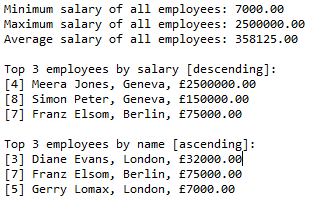 Minimum salary of all employees: 7000.00
Maximum salary of all employees: 2500000.00
Average salary of all employees: 358125.00
Top 3 employees by salary [descending]:
[4] Meera Jones, Geneva, £2500000.00
[8] Simon Peter, Geneva, £150000.00
[7] Franz Elsom, Berlin, £75000.00
Top 3 employees by name [ascending]:
[3] Diane Evans, London, £32000.00
[7] Franz Elsom, Berlin, £75000.00
[5] Gerry Lomax, London, £7000.00